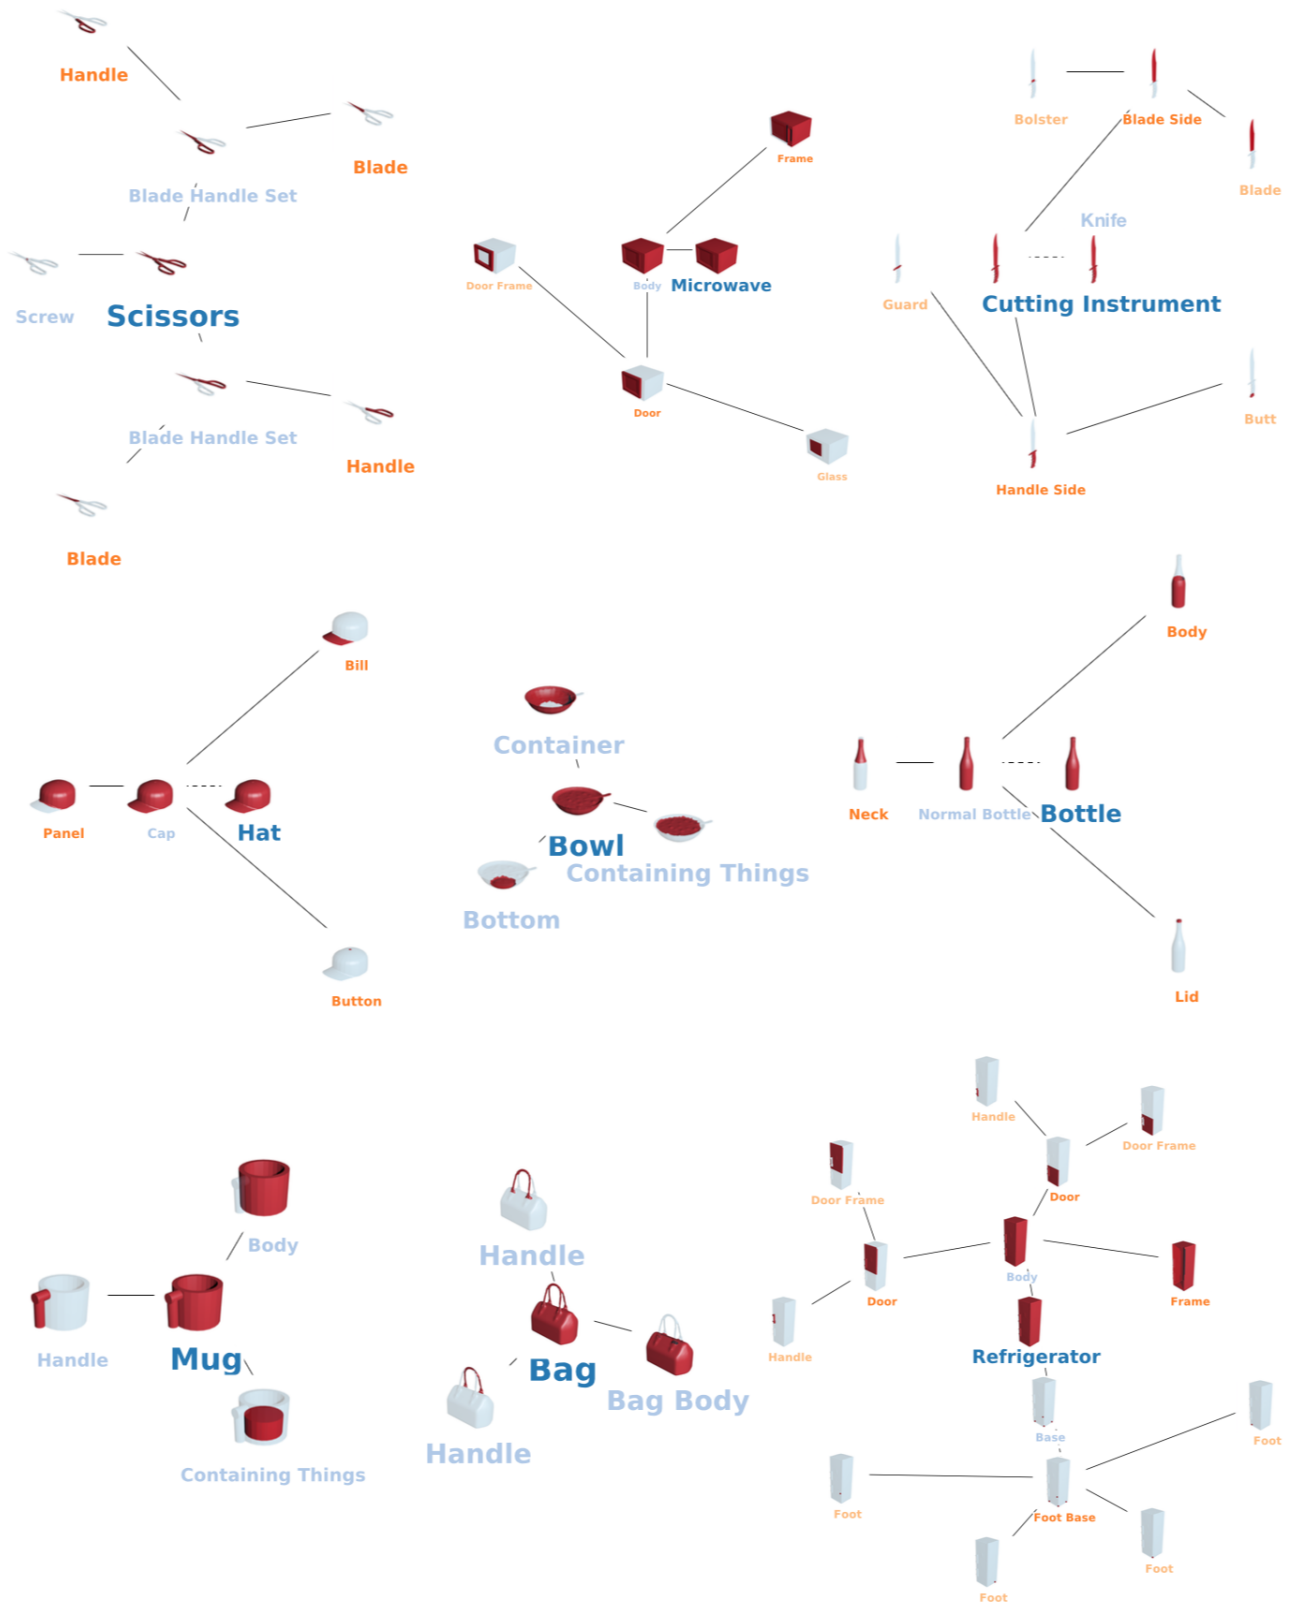 Handle
Blade
Blade Handle Set
Screw
Scissors
Blade Handle Set
Handle
Blade
Frame
Door Frame
Body
Microwave
Door
Glass
Bolster
Blade Side
Blade
Knife
Guard
Cutting Instrument
Butt
Handle Side
Bill
Panel
Cap
Hat
Button
Container
Bowl
Containing Things
Bottom
Body
Neck
Normal Bottle
Bottle
Lid
Body
Handle
Mug
Containing Things
Handle
Bag
Bag Body
Handle
Handle
Door Frame
Door Frame
Door
Body
Door
Frame
Handle
Refrigerator
Base
Foot
Foot
Foot Base
Foot
Foot